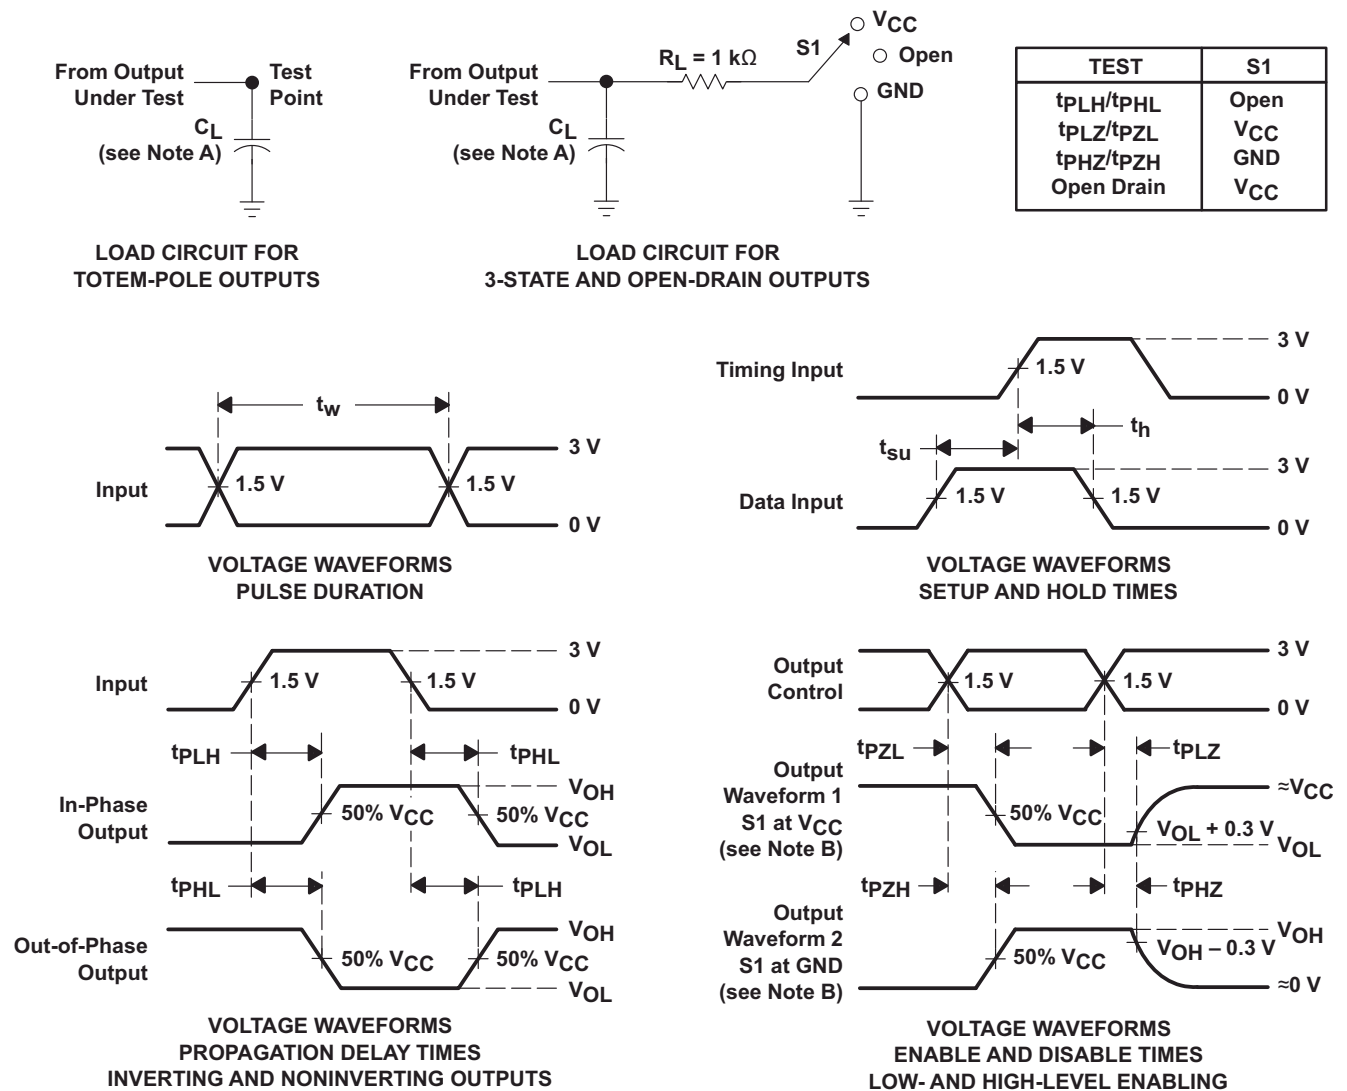 From Output
Under Test
Test
Point
CL
(see Note A)
LOAD CIRCUIT FOR
TOTEM-POLE OUTPUTS
From Output
Under Test
RL = 1 kΩ
S1
VCC
Open
GND
CL
(see Note A)
LOAD CIRCUIT FOR
3-STATE AND OPEN-DRAIN OUTPUTS
TEST S1
tPLH/tPHL Open
tPLZ/tPZL VCC
tPHZ/tPZH GND
Open Drain VCC
tw
Input
1.5 V
1.5 V
3 V
0 V
VOLTAGE WAVEFORMS
PULSE DURATION
Timing Input
1.5 V
3 V
0 V
tsu
th
Data Input
1.5 V
1.5 V
3 V
0 V
VOLTAGE WAVEFORMS
SETUP AND HOLD TIMES
Input
1.5 V
1.5 V
3 V
0 V
tPLH
tPHL
In-Phase
Output
50% VCC
50% VCC
VOH
VOL
tPHL
tPLH
Out-of-Phase
Output
50% VCC
50% VCC
VOH
VOL
VOLTAGE WAVEFORMS
PROPAGATION DELAY TIMES
INVERTING AND NONINVERTING OUTPUTS
Output
Control
1.5 V
1.5 V
3 V
0 V
tPZL
tPLZ
Output
Waveform 1
S1 at VCC
(see Note B)
50% VCC
VOL + 0.3 V
≈VCC
VOL
tPZH
tPHZ
Output
Waveform 2
S1 at GND
(see Note B)
50% VCC
VOH – 0.3 V
VOH
≈0 V
VOLTAGE WAVEFORMS
ENABLE AND DISABLE TIMES
LOW- AND HIGH-LEVEL ENABLING